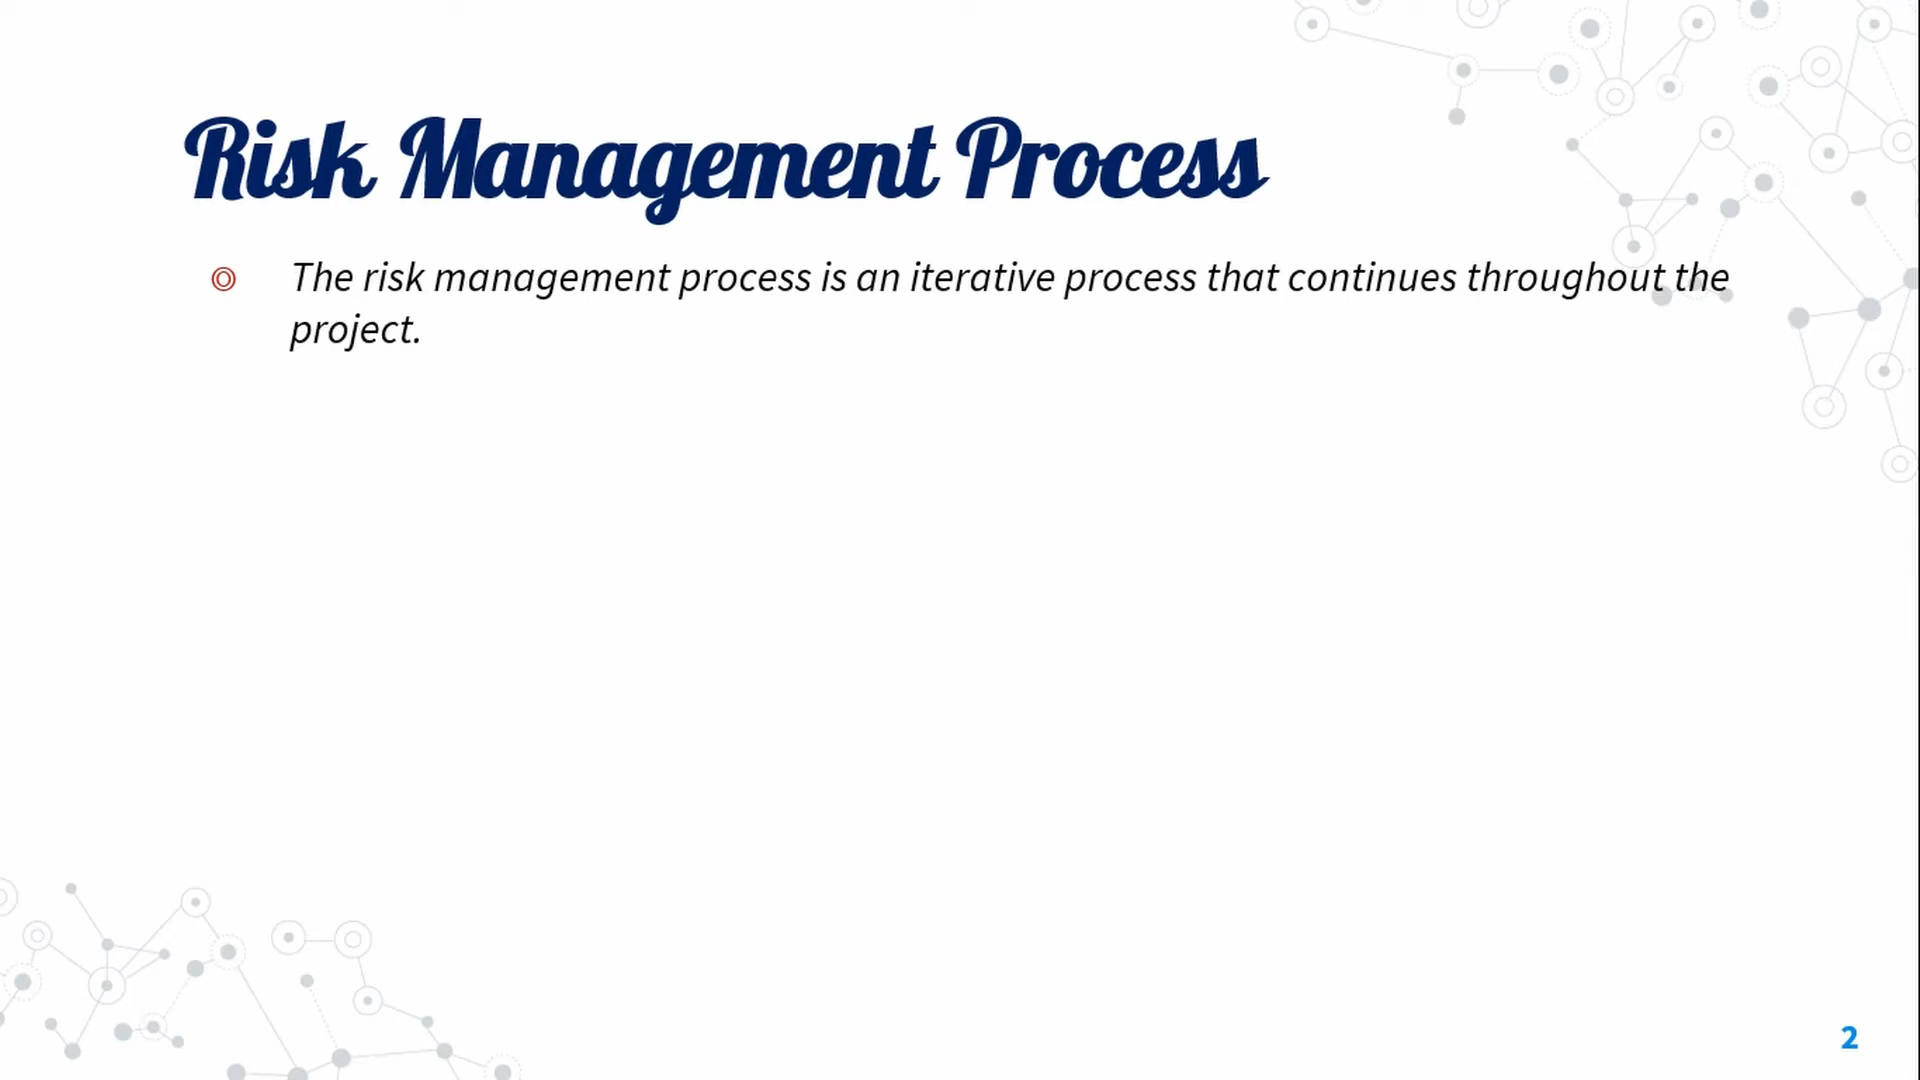 Risk Management Process
The risk management process is an iterative process that continues throughout the
project.
2